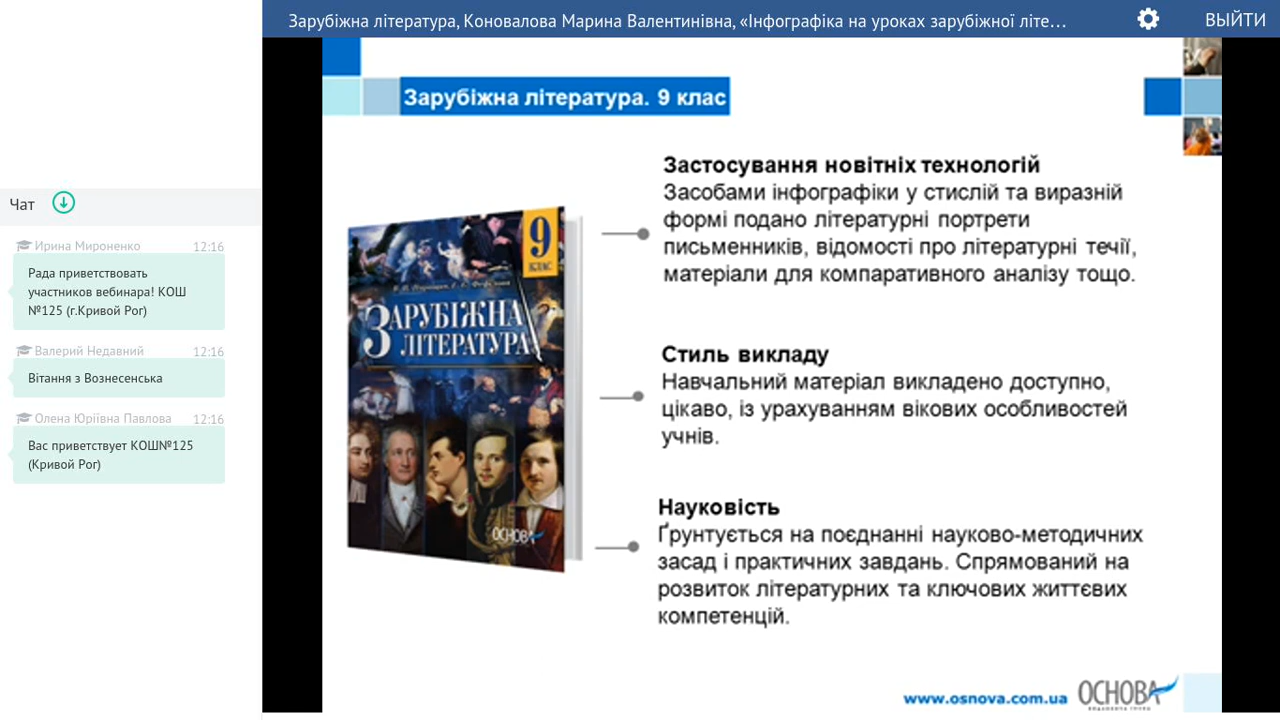 Зарубіжна література, Коновалова Марина Валентинівна, «Інфографіка на уроках зарубіжної літе...
ВЫЙТИ
Чат
Ирина Мироненко 12:16
Рада приветствовать
участников вебинара! КОШ
№125 (г.Кривой Рог)
Валерий Недавний 12:16
Вітання з Вознесенська
Олена Юріївна Павлова 12:16
Вас приветствует КОШ№125
(Кривой Рог)
Зарубіжна література. 9 клас
9
КЛАС
ЗАРУБІЖНА
ЛІТЕРАТУРА
ОСНОВА
Застосування новітніх технологій
Засобами інфографіки у стислій та виразній
формі подано літературні портрети
письменників, відомості про літературні течії,
матеріали для компаративного аналізу тощо.
Стиль викладу
Навчальний матеріал викладено доступно,
цікаво, із урахуванням вікових особливостей
учнів.
Науковість
Ґрунтується на поєднанні науково-методичних
засад і практичних завдань. Спрямований на
розвиток літературних та ключових життєвих
компетенцій.
www.osnova.com.ua
ОСНОВА
ВИДАВНИЧА ГРУПА